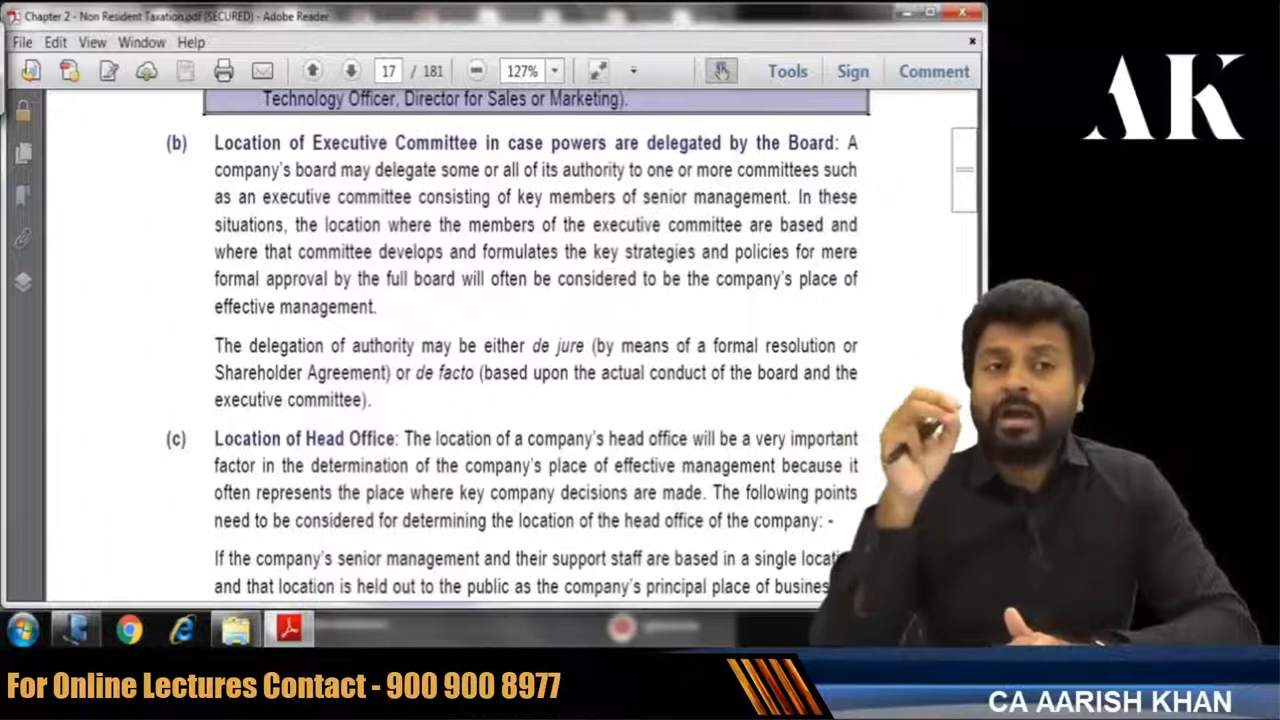 Chapter 2 - Non Resident Taxation.pdf (SECURED) - Adobe Reader
File Edit View Window Help
17 / 181 127% Tools Sign Comment
Technology Officer, Director for Sales or Marketing).
(b) Location of Executive Committee in case powers are delegated by the Board: A
company's board may delegate some or all of its authority to one or more committees such
as an executive committee consisting of key members of senior management. In these
situations, the location where the members of the executive committee are based and
where that committee develops and formulates the key strategies and policies for mere
formal approval by the full board will often be considered to be the company's place of
effective management.
The delegation of authority may be either de jure (by means of a formal resolution or
Shareholder Agreement) or de facto (based upon the actual conduct of the board and the
executive committee).
(c) Location of Head Office: The location of a company's head office will be a very important
factor in the determination of the company's place of effective management because it
often represents the place where key company decisions are made. The following points
need to be considered for determining the location of the head office of the company: -
If the company's senior management and their support staff are based in a single
and that location is held out to the public as the company's principal place of
AK
For Online Lectures Contact - 900 900 8977
CA AARISH KHAN